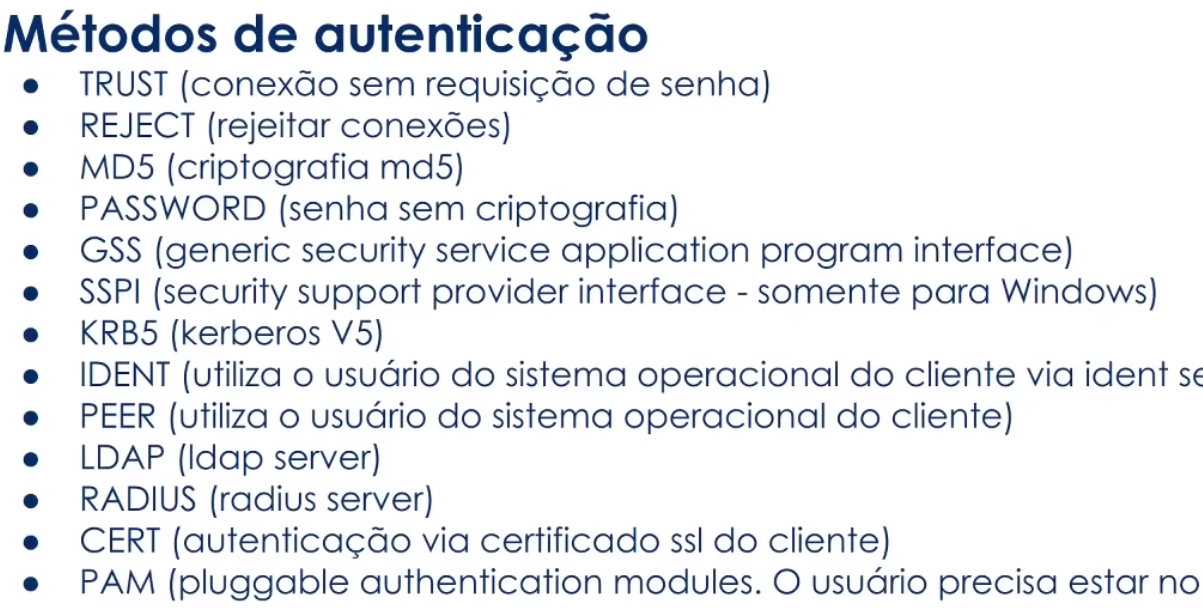 Métodos de autenticação
● TRUST (conexão sem requisição de senha)
● REJECT (rejeitar conexões)
● MD5 (criptografia md5)
● PASSWORD (senha sem criptografia)
● GSS (generic security service application program interface)
● SSPI (security support provider interface - somente para Windows)
● KRB5 (kerberos V5)
● IDENT (utiliza o usuário do sistema operacional do cliente via ident se
● PEER (utiliza o usuário do sistema operacional do cliente)
● LDAP (ldap server)
● RADIUS (radius server)
● CERT (autenticação via certificado ssl do cliente)
● PAM (pluggable authentication modules. O usuário precisa estar no